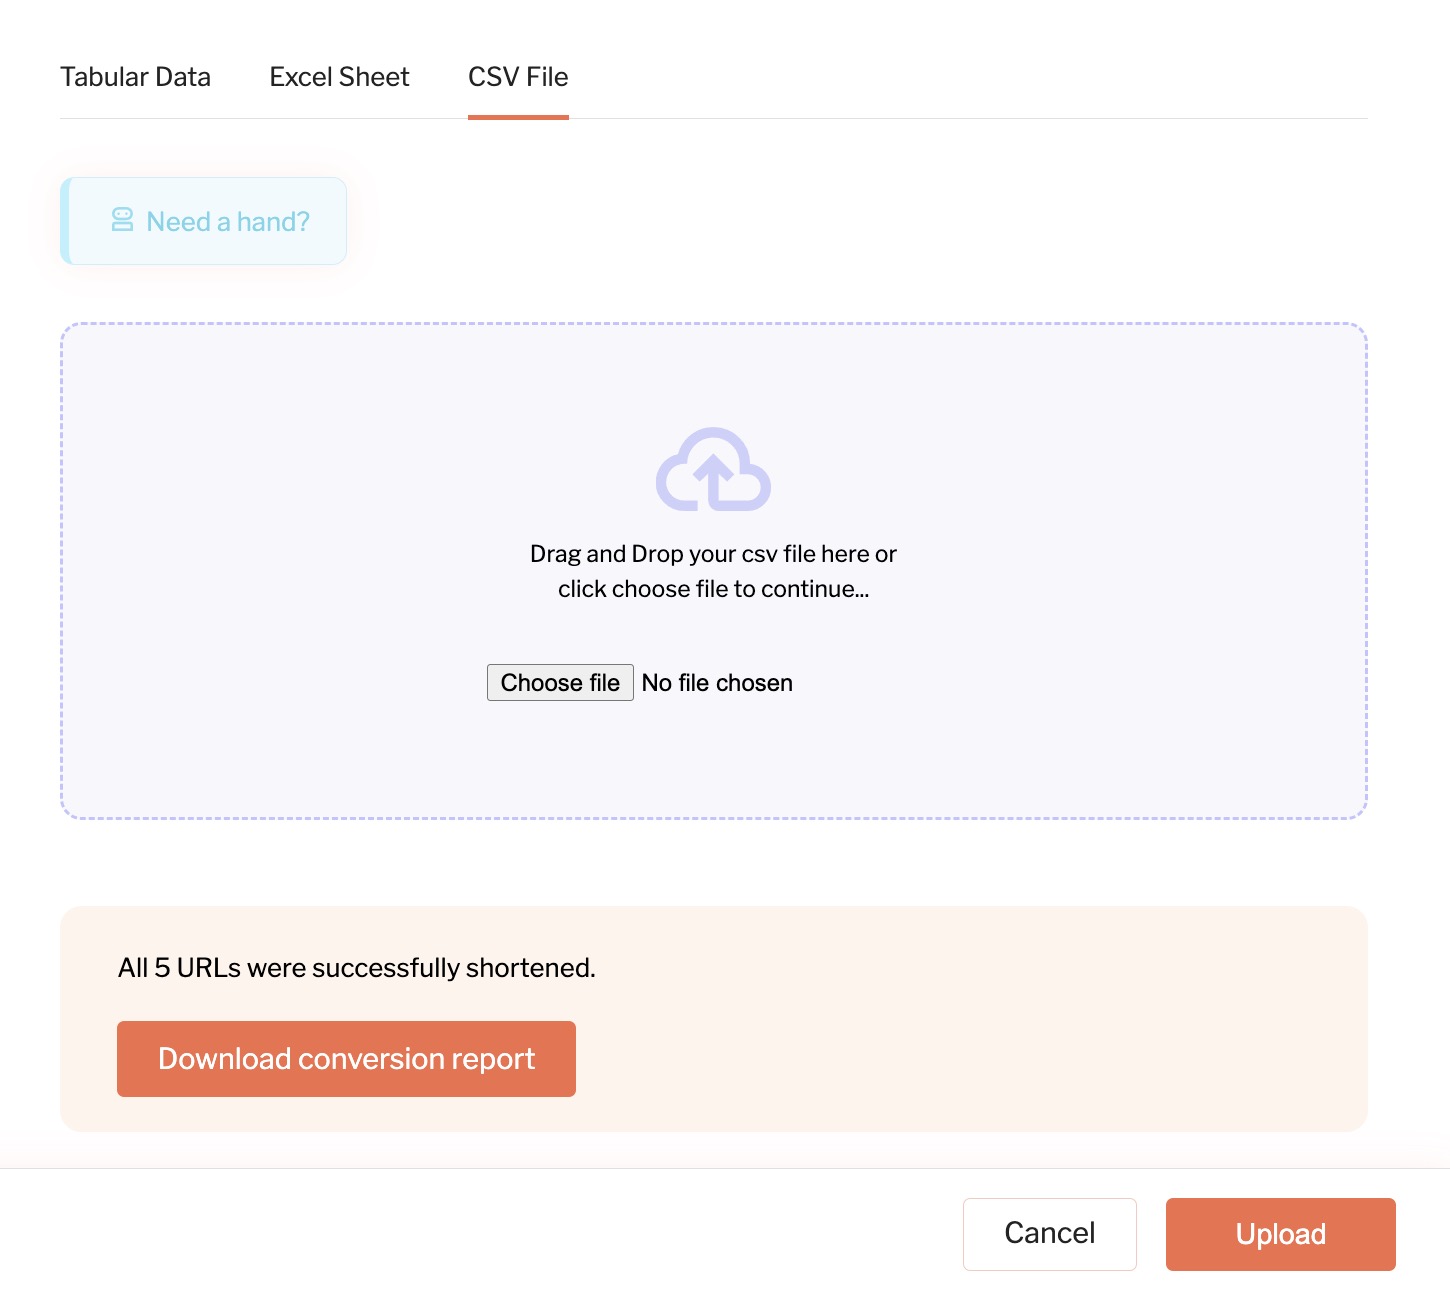 Tabular Data Excel Sheet CSV File
Need a hand?
Drag and Drop your csv file here or
click choose file to continue...
Choose file No file chosen
All 5 URLs were successfully shortened.
Download conversion report
Cancel Upload